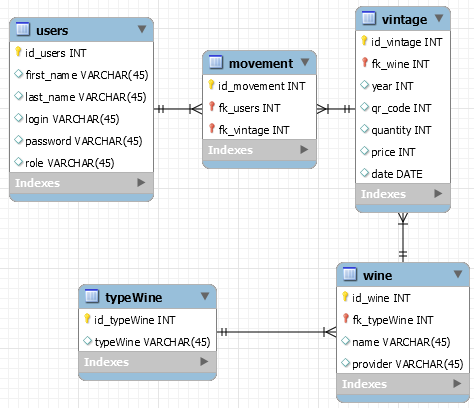 users
id_users INT
first_name VARCHAR(45)
last_name VARCHAR(45)
login VARCHAR(45)
password VARCHAR(45)
role VARCHAR(45)
Indexes
movement
id_movement INT
fk_users INT
fk_vintage INT
Indexes
vintage
id_vintage INT
fk_wine INT
year INT
qr_code INT
quantity INT
price INT
date DATE
Indexes
typeWine
id_typeWine INT
typeWine VARCHAR(45)
Indexes
wine
id_wine INT
fk_typeWine INT
name VARCHAR(45)
provider VARCHAR(45)
Indexes